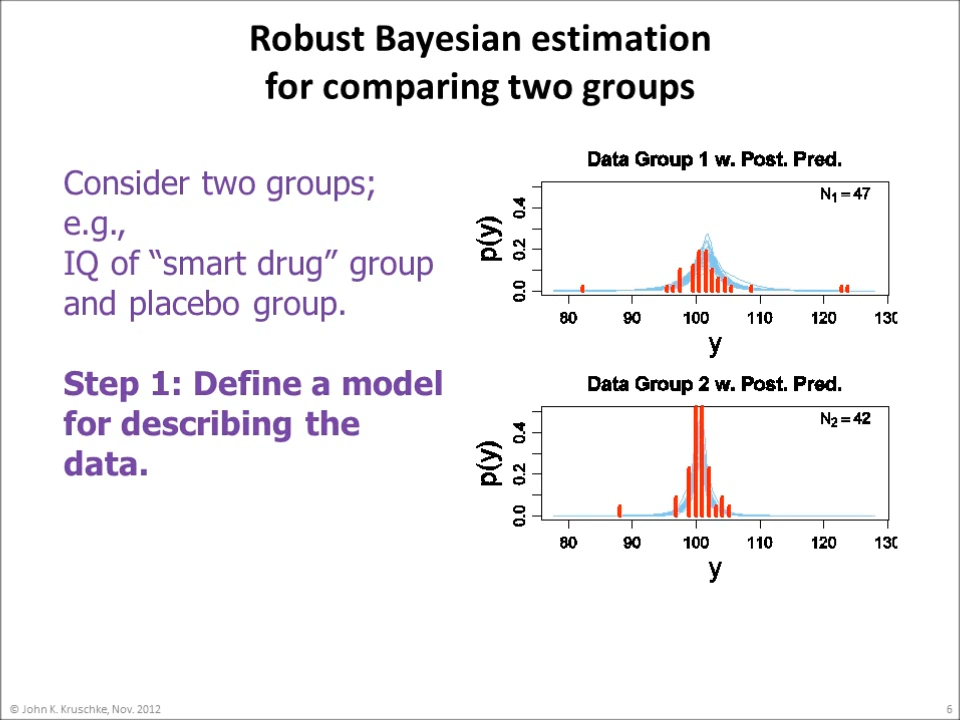 Robust Bayesian estimation
for comparing two groups
Consider two groups;
e.g.,
IQ of “smart drug” group
and placebo group.
Step 1: Define a model
for describing the
data.
Data Group 1 w. Post. Pred.
N1 = 47
p(y)
0.4
0.2
0.0
80 90 100 110 120 130
y
Data Group 2 w. Post. Pred.
N2 = 42
p(y)
0.4
0.2
0.0
80 90 100 110 120 130
y
© John K. Kruschke, Nov. 2012
6